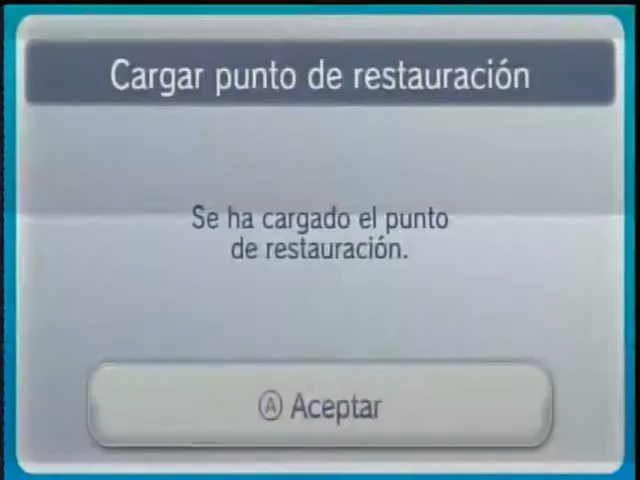 Cargar punto de restauración
Se ha cargado el punto
de restauración.
Ⓐ Aceptar